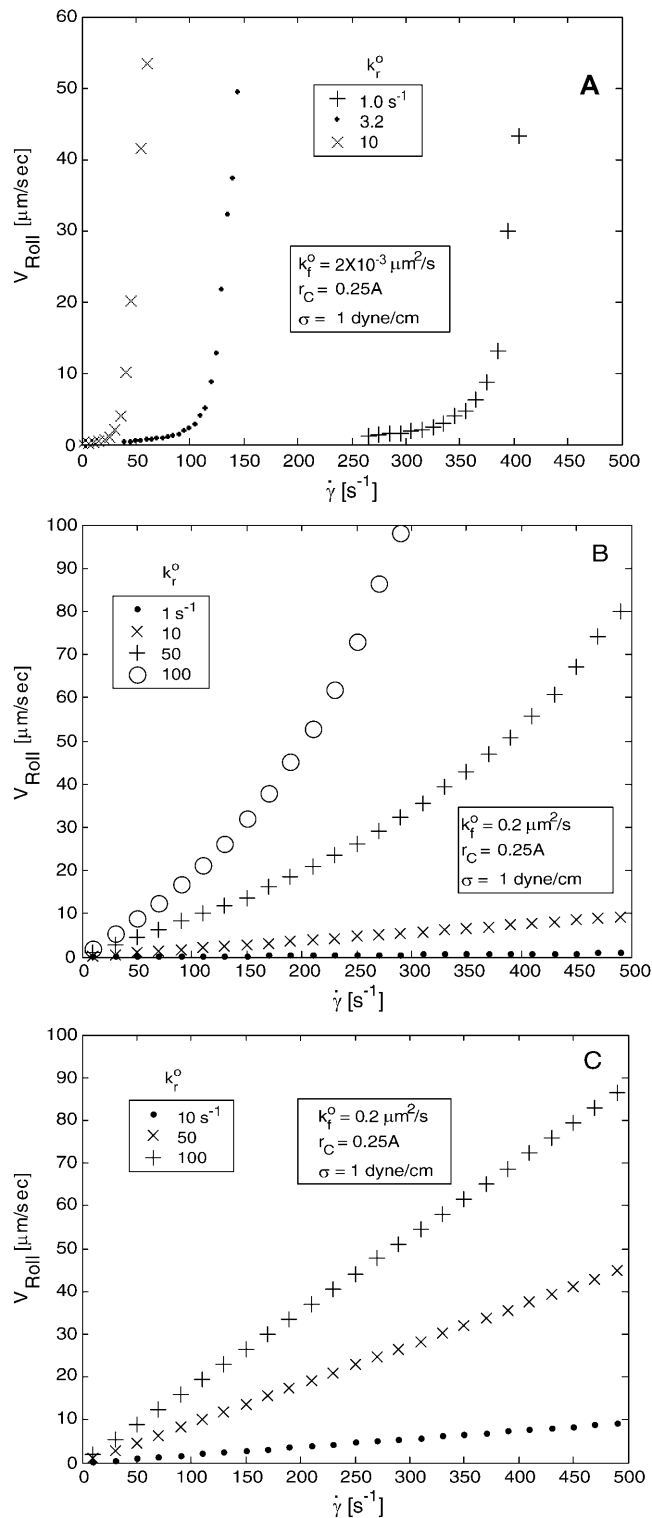 A
V_Roll [μm/sec]
60
50
40
30
20
10
0
k_r^o
+ 1.0 s⁻¹
• 3.2
× 10
k_f^o = 2X10⁻³ μm²/s
r_C = 0.25A
σ = 1 dyne/cm
0 50 100 150 200 250 300 350 400 450 500
γ̇ [s⁻¹]
B
V_Roll [μm/sec]
100
90
80
70
60
50
40
30
20
10
0
k_r^o
• 1 s⁻¹
× 10
+ 50
○ 100
k_f^o = 0.2 μm²/s
r_C = 0.25A
σ = 1 dyne/cm
0 50 100 150 200 250 300 350 400 450 500
γ̇ [s⁻¹]
C
V_Roll [μm/sec]
100
90
80
70
60
50
40
30
20
10
0
k_r^o
• 10 s⁻¹
× 50
+ 100
k_f^o = 0.2 μm²/s
r_C = 0.25A
σ = 1 dyne/cm
0 50 100 150 200 250 300 350 400 450 500
γ̇ [s⁻¹]